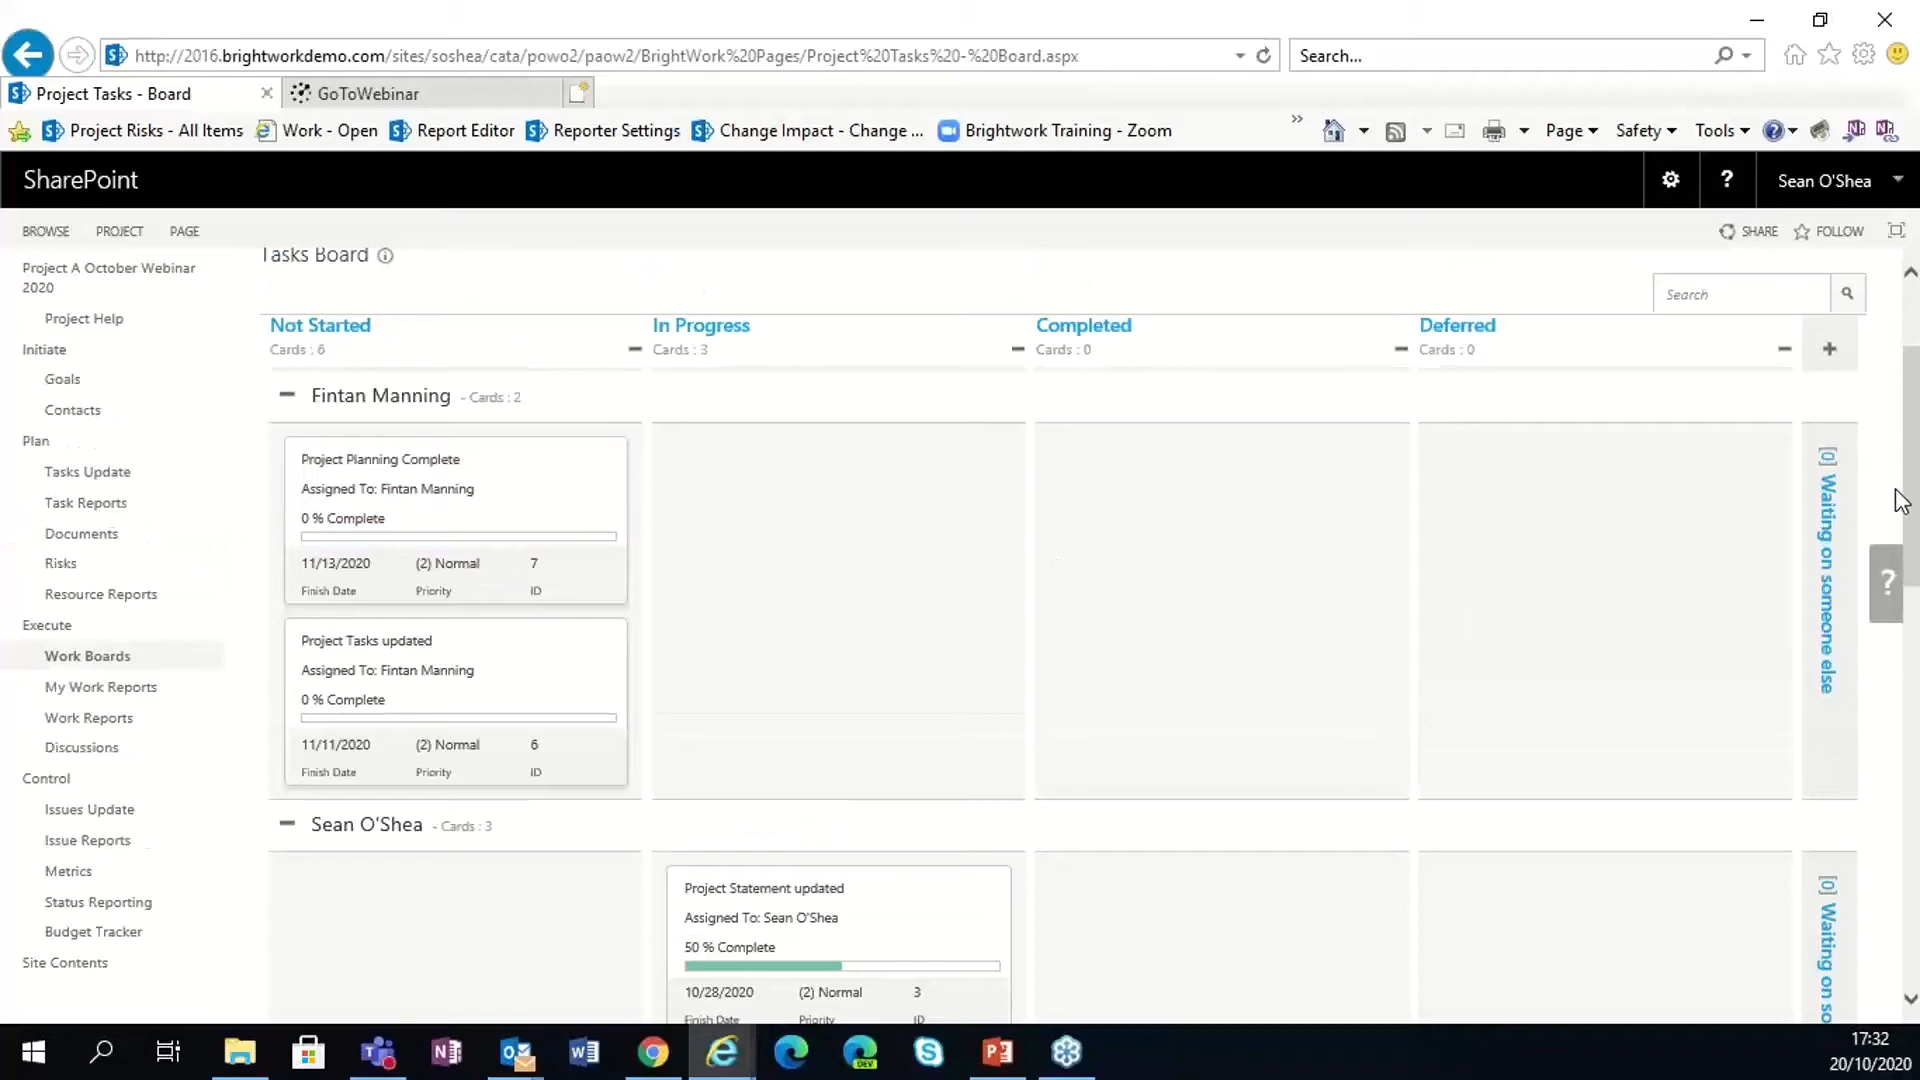 http://2016.brightworkdemo.com/sites/soshea/cata/powo2/paow2/BrightWork%20Pages/Project%20Tasks%20-%20Board.aspx
Search...
Project Tasks - Board
GoToWebinar
Project Risks - All Items
Work - Open
Report Editor
Reporter Settings
Change Impact - Change ...
Brightwork Training - Zoom
Page
Safety
Tools
SharePoint
?
Sean O'Shea
BROWSE
PROJECT
PAGE
SHARE
FOLLOW
Project A October Webinar
2020
Project Help
Initiate
Goals
Contacts
Plan
Tasks Update
Task Reports
Documents
Risks
Resource Reports
Execute
Work Boards
My Work Reports
Work Reports
Discussions
Control
Issues Update
Issue Reports
Metrics
Status Reporting
Budget Tracker
Site Contents
Tasks Board
Search
Not Started
Cards : 6
In Progress
Cards : 3
Completed
Cards : 0
Deferred
Cards : 0
Fintan Manning - Cards : 2
Project Planning Complete
Assigned To: Fintan Manning
0 % Complete
11/13/2020 (2) Normal 7
Finish Date Priority ID
Project Tasks updated
Assigned To: Fintan Manning
0 % Complete
11/11/2020 (2) Normal 6
Finish Date Priority ID
[0] Waiting on someone else
?
Sean O'Shea - Cards : 3
Project Statement updated
Assigned To: Sean O'Shea
50 % Complete
10/28/2020 (2) Normal 3
Finish Date Priority ID
[0] Waiting on so
17:32
20/10/2020